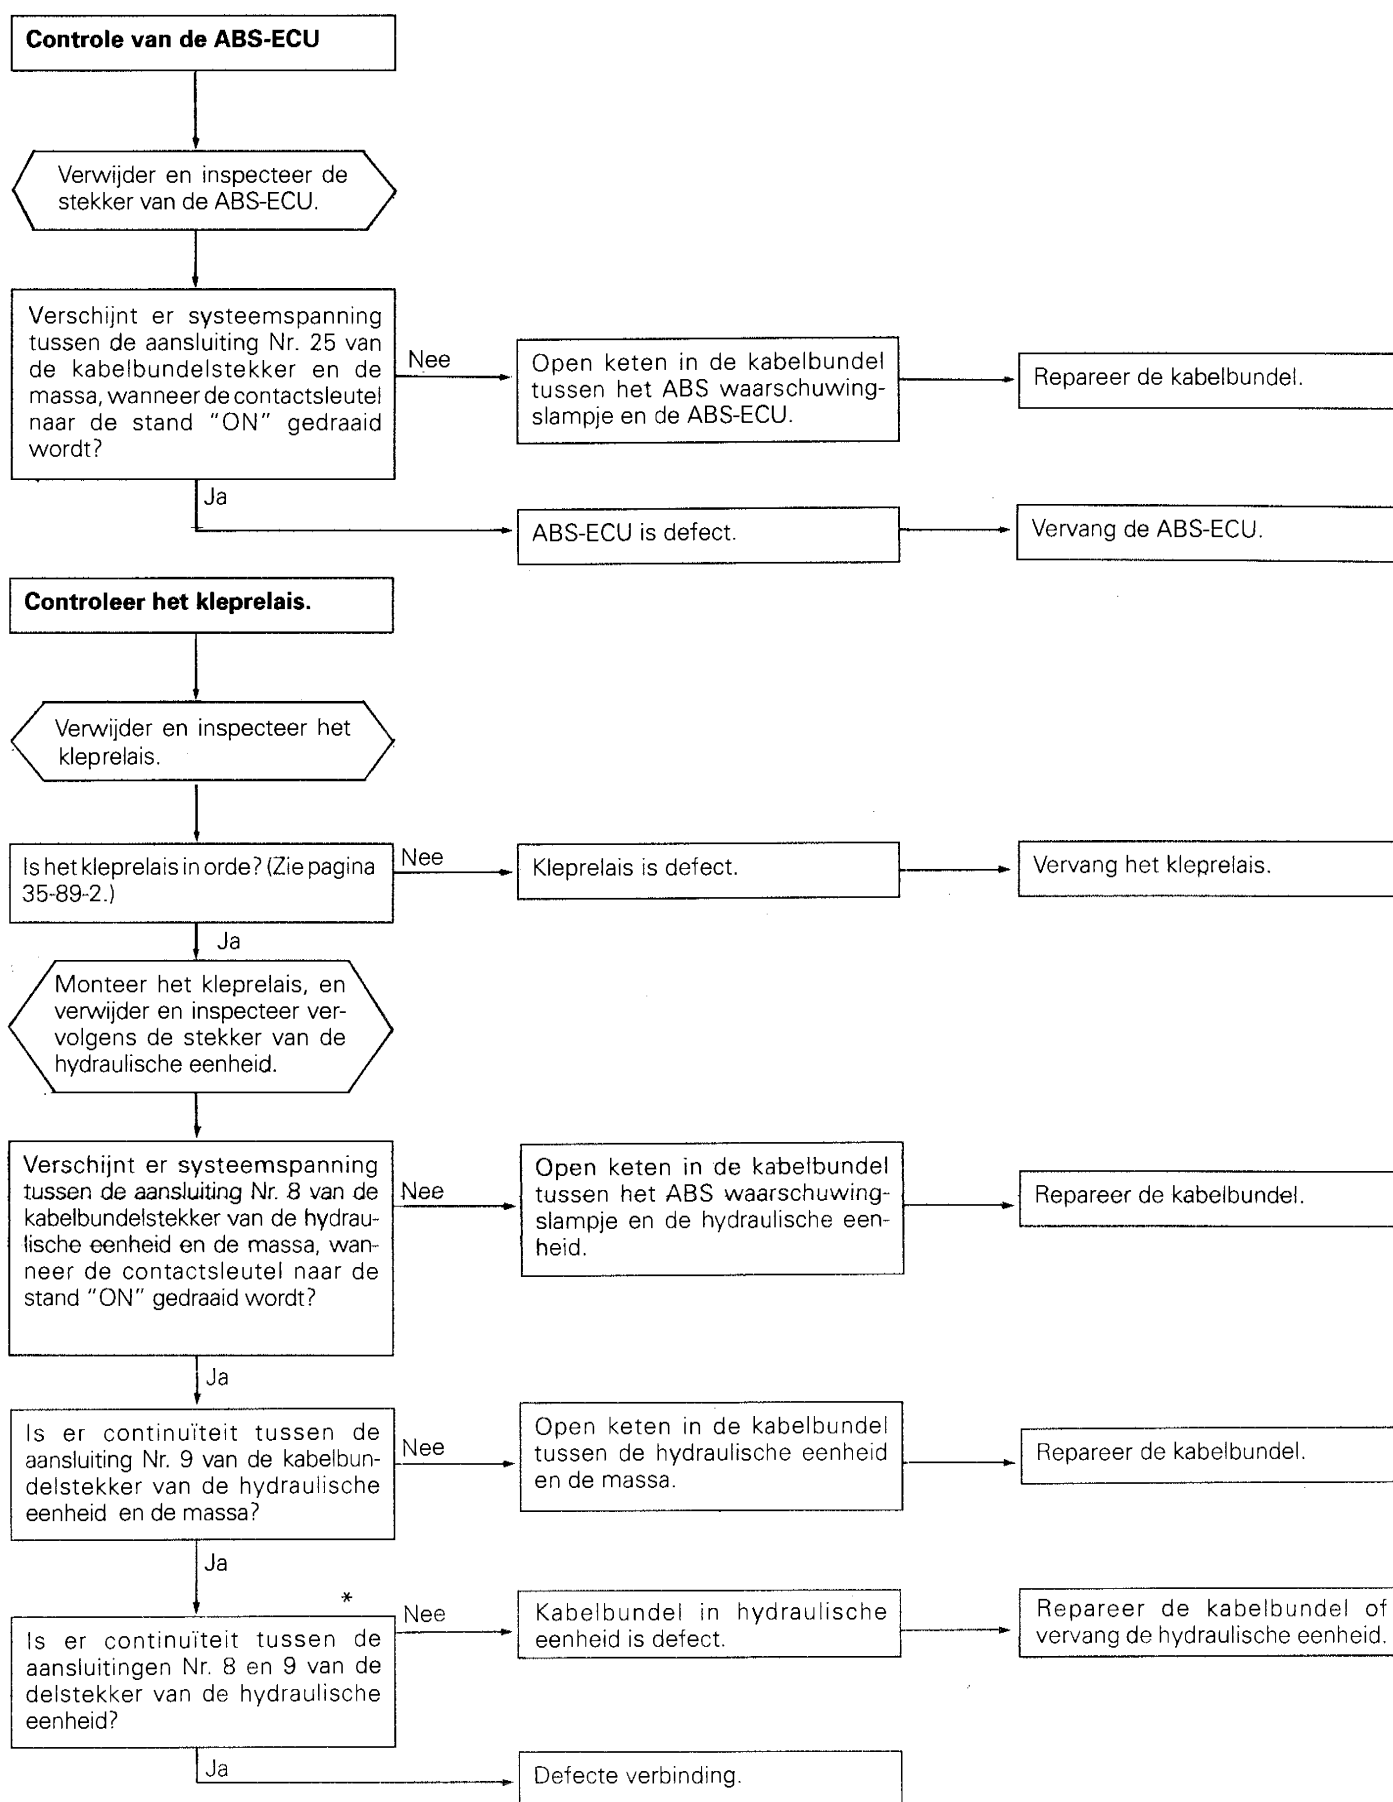 Controle van de ABS-ECU
Verwijder en inspecteer de
stekker van de ABS-ECU.
Verschijnt er systeemspanning
tussen de aansluiting Nr. 25 van
de kabelbundelstekker en de
massa, wanneer de contactsleutel
naar de stand "ON" gedraaid
wordt?
Nee
Open keten in de kabelbundel
tussen het ABS waarschuwing-
slampje en de ABS-ECU.
Repareer de kabelbundel.
Ja
ABS-ECU is defect.
Vervang de ABS-ECU.
Controleer het kleprelais.
Verwijder en inspecteer het
kleprelais.
Is het kleprelais in orde? (Zie pagina
35-89-2.)
Nee
Kleprelais is defect.
Vervang het kleprelais.
Ja
Monteer het kleprelais, en
verwijder en inspecteer ver-
volgens de stekker van de
hydraulische eenheid.
Verschijnt er systeemspanning
tussen de aansluiting Nr. 8 van de
kabelbundelstekker van de hydrau-
lische eenheid en de massa, wan-
neer de contactsleutel naar de
stand "ON" gedraaid wordt?
Nee
Open keten in de kabelbundel
tussen het ABS waarschuwing-
slampje en de hydraulische een-
heid.
Repareer de kabelbundel.
Ja
Is er continuïteit tussen de
aansluiting Nr. 9 van de kabelbun-
delstekker van de hydraulische
eenheid en de massa?
Nee
Open keten in de kabelbundel
tussen de hydraulische eenheid
en de massa.
Repareer de kabelbundel.
Ja
*
Is er continuïteit tussen de
aansluitingen Nr. 8 en 9 van de
delstekker van de hydraulische
eenheid?
Nee
Kabelbundel in hydraulische
eenheid is defect.
Repareer de kabelbundel of
vervang de hydraulische eenheid.
Ja
Defecte verbinding.